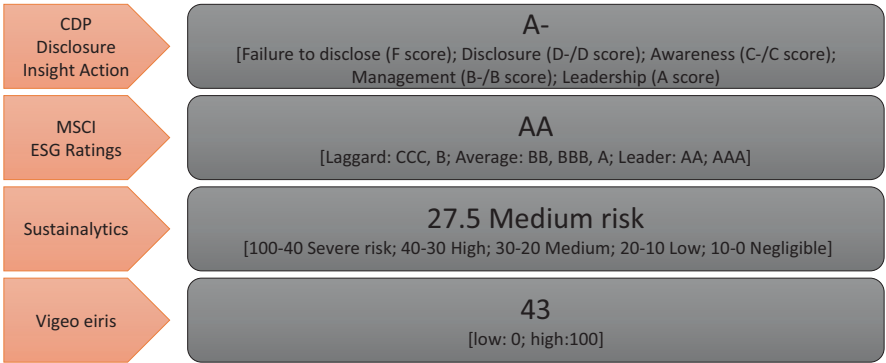 CDP
Disclosure
Insight Action
A-
[Failure to disclose (F score); Disclosure (D-/D score); Awareness (C-/C score);
Management (B-/B score); Leadership (A score)
MSCI
ESG Ratings
AA
[Laggard: CCC, B; Average: BB, BBB, A; Leader: AA; AAA]
Sustainalytics
27.5 Medium risk
[100-40 Severe risk; 40-30 High; 30-20 Medium; 20-10 Low; 10-0 Negligible]
Vigeo eiris
43
[low: 0; high:100]